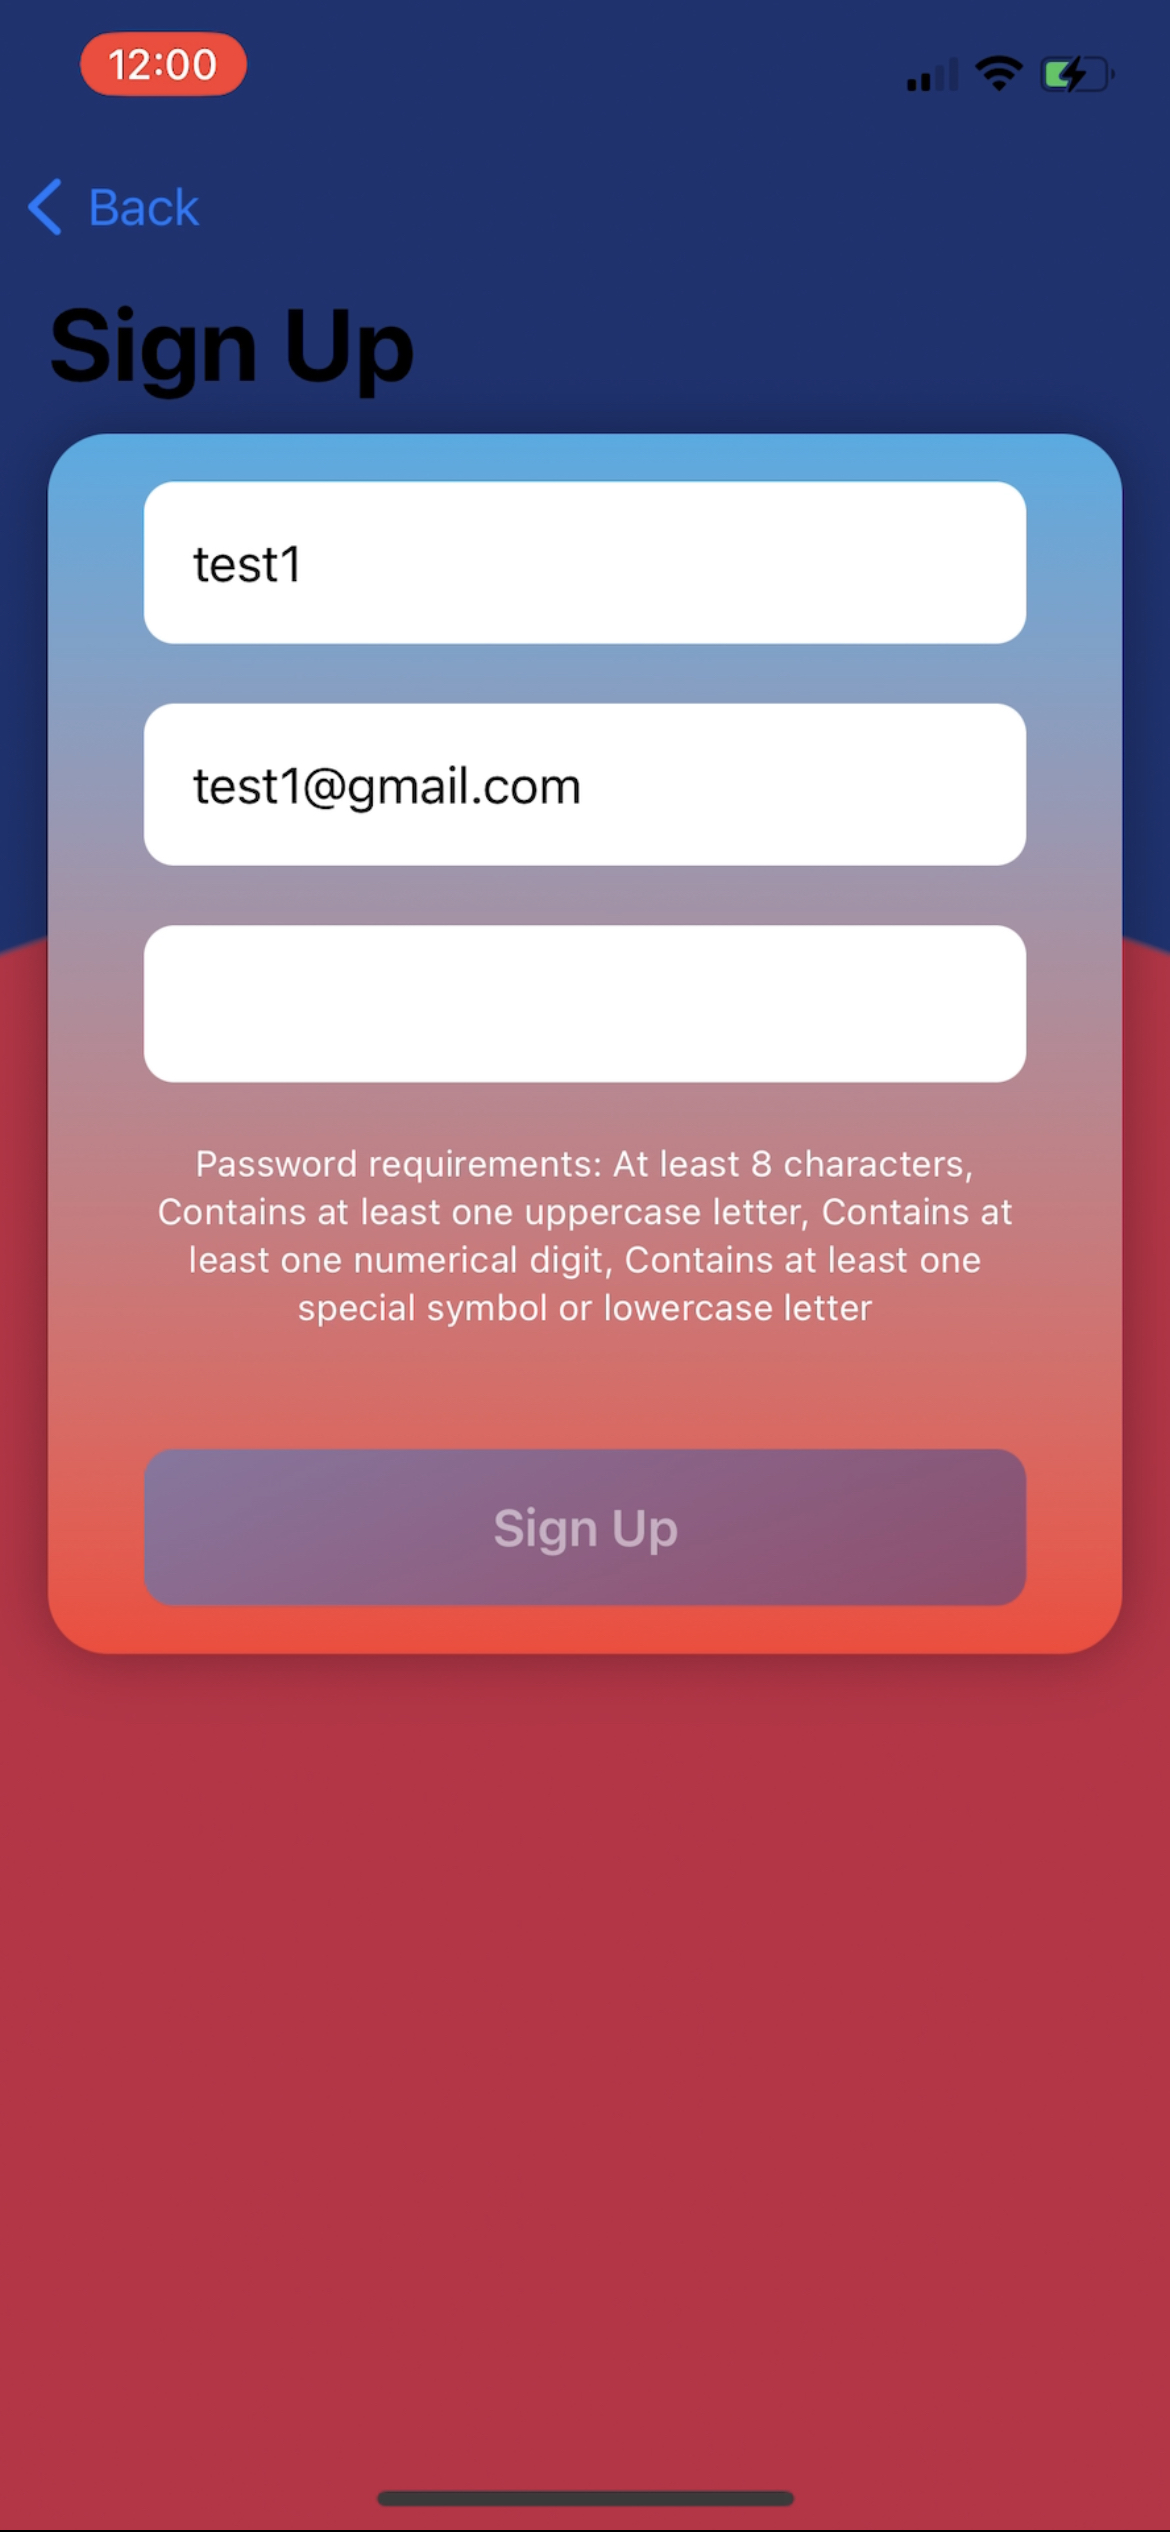 12:00
Back
Sign Up
test1
test1@gmail.com
Password requirements: At least 8 characters,
Contains at least one uppercase letter, Contains at
least one numerical digit, Contains at least one
special symbol or lowercase letter
Sign Up